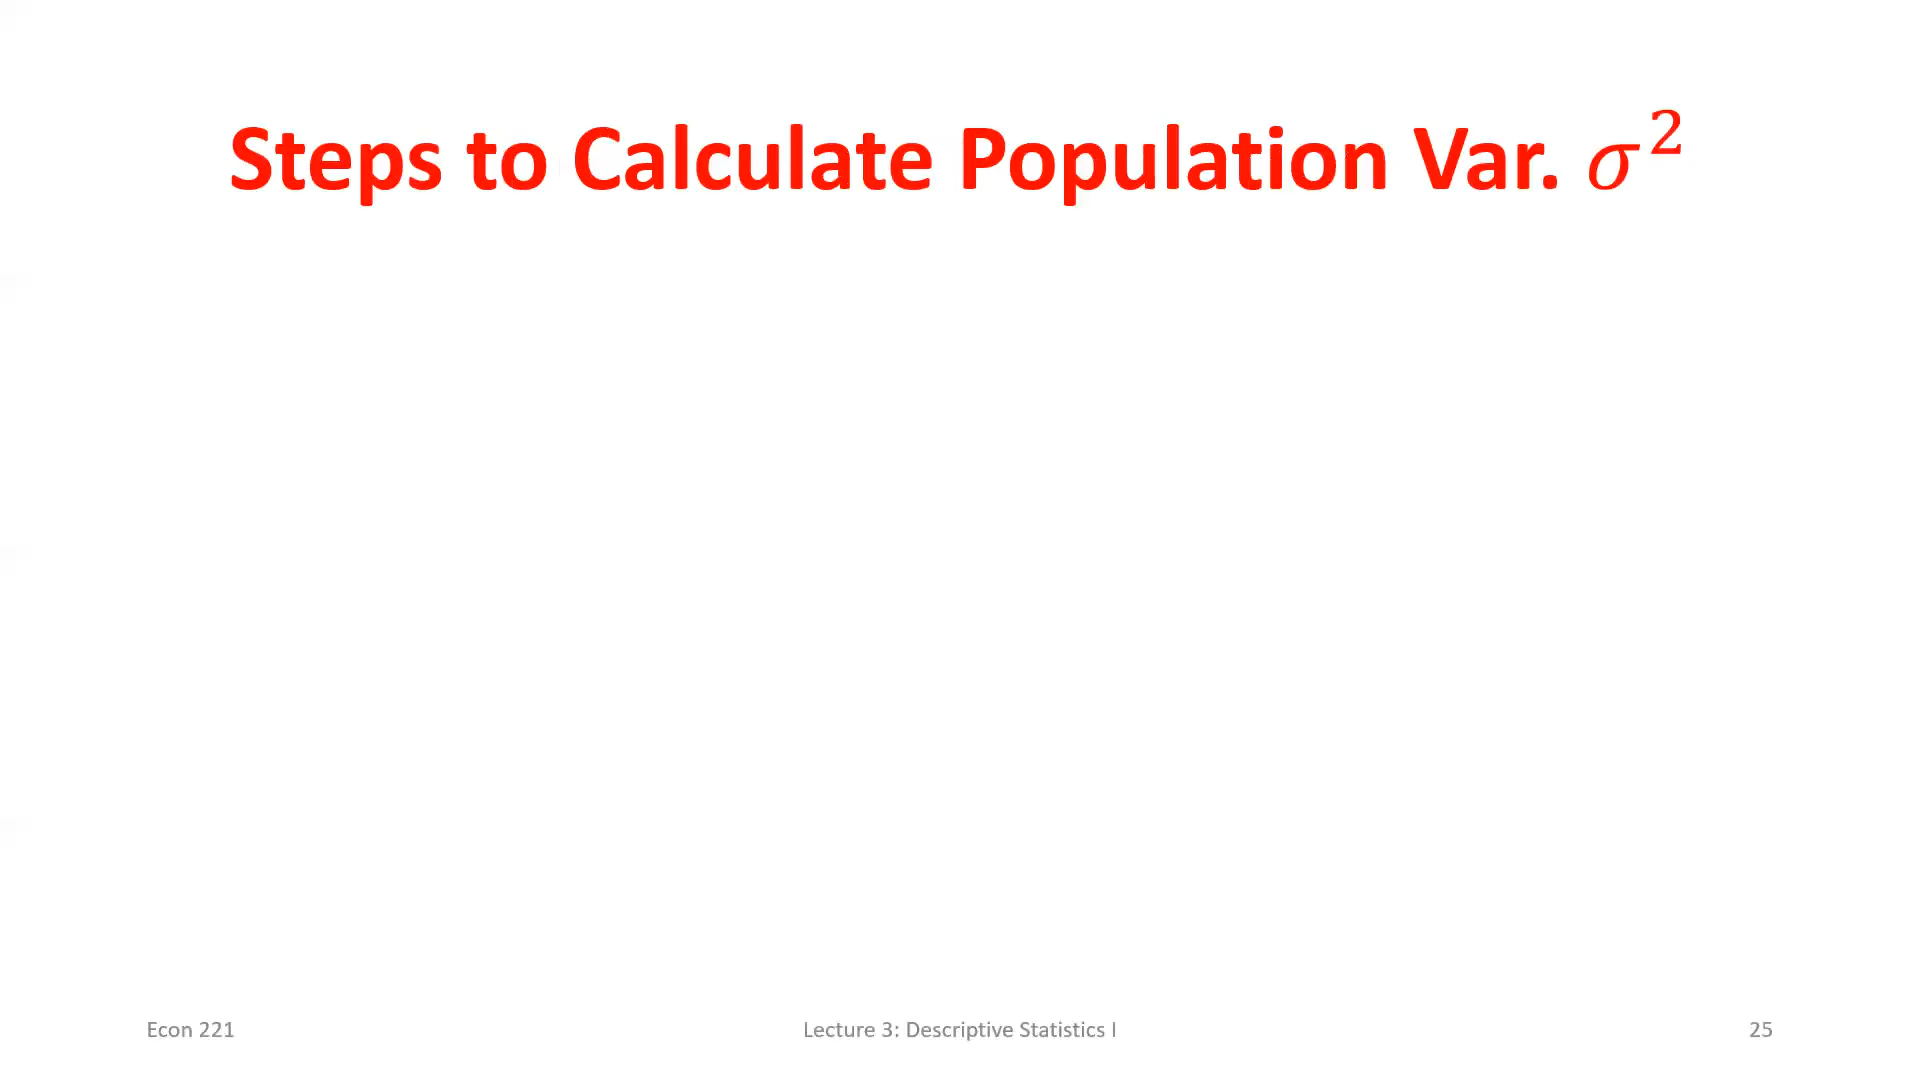 Steps to Calculate Population Var. σ²
Econ 221
Lecture 3: Descriptive Statistics I
25